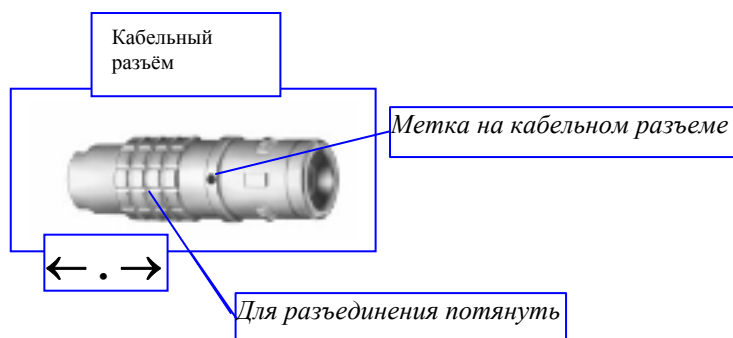 Кабельный
разъём
Метка на кабельном разъеме
← . →
Для разъединения потянуть